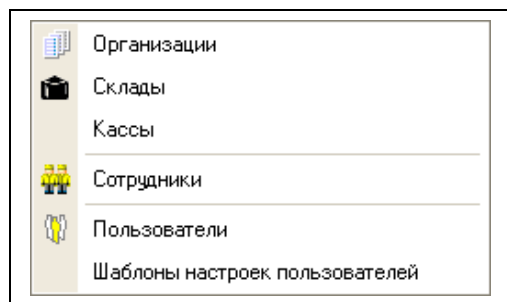 Организации
Склады
Кассы
Сотрудники
Пользователи
Шаблоны настроек пользователей